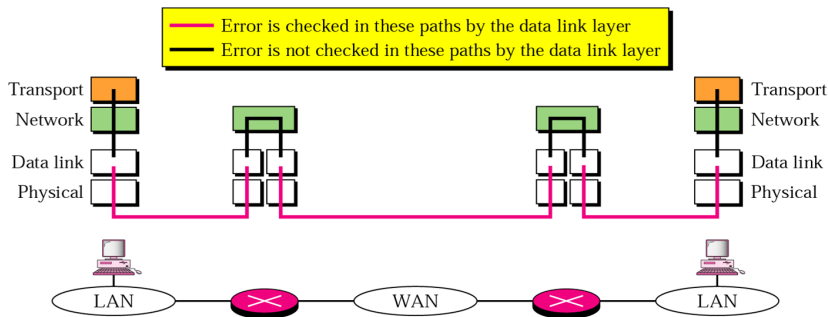 Error is checked in these paths by the data link layer
Error is not checked in these paths by the data link layer
Transport
Transport
Network
Network
Data link
Data link
Physical
Physical
LAN
WAN
LAN